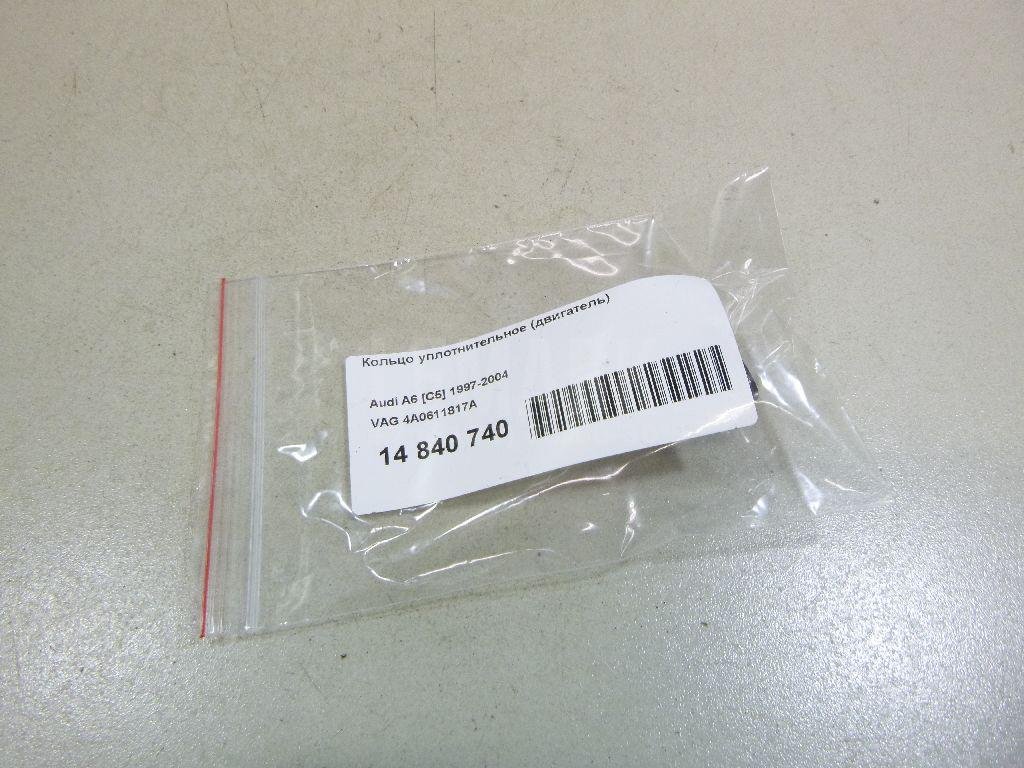 Кольцо уплотнительное (двигатель)
Audi A6 [C5] 1997-2004
VAG 4A0611817A
14 840 740